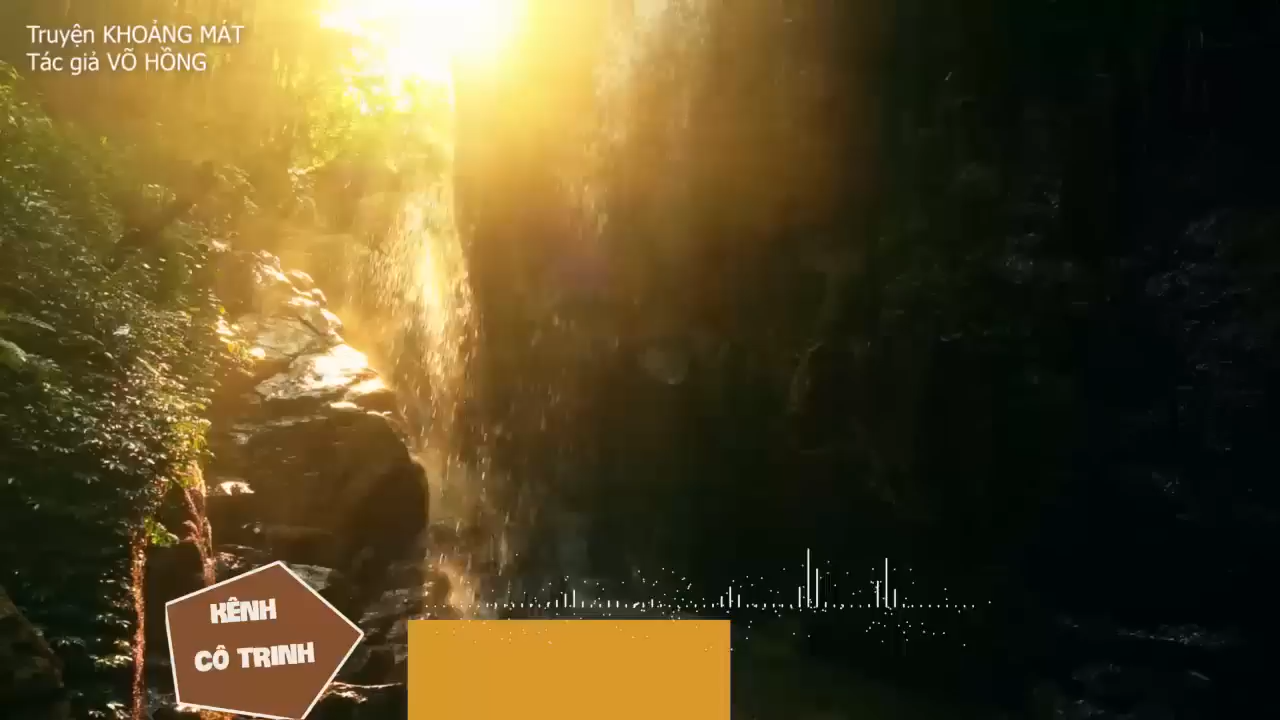 Truyện KHOẢNG MÁT
Tác giả VÕ HỒNG
KÊNH
CÔ TRINH